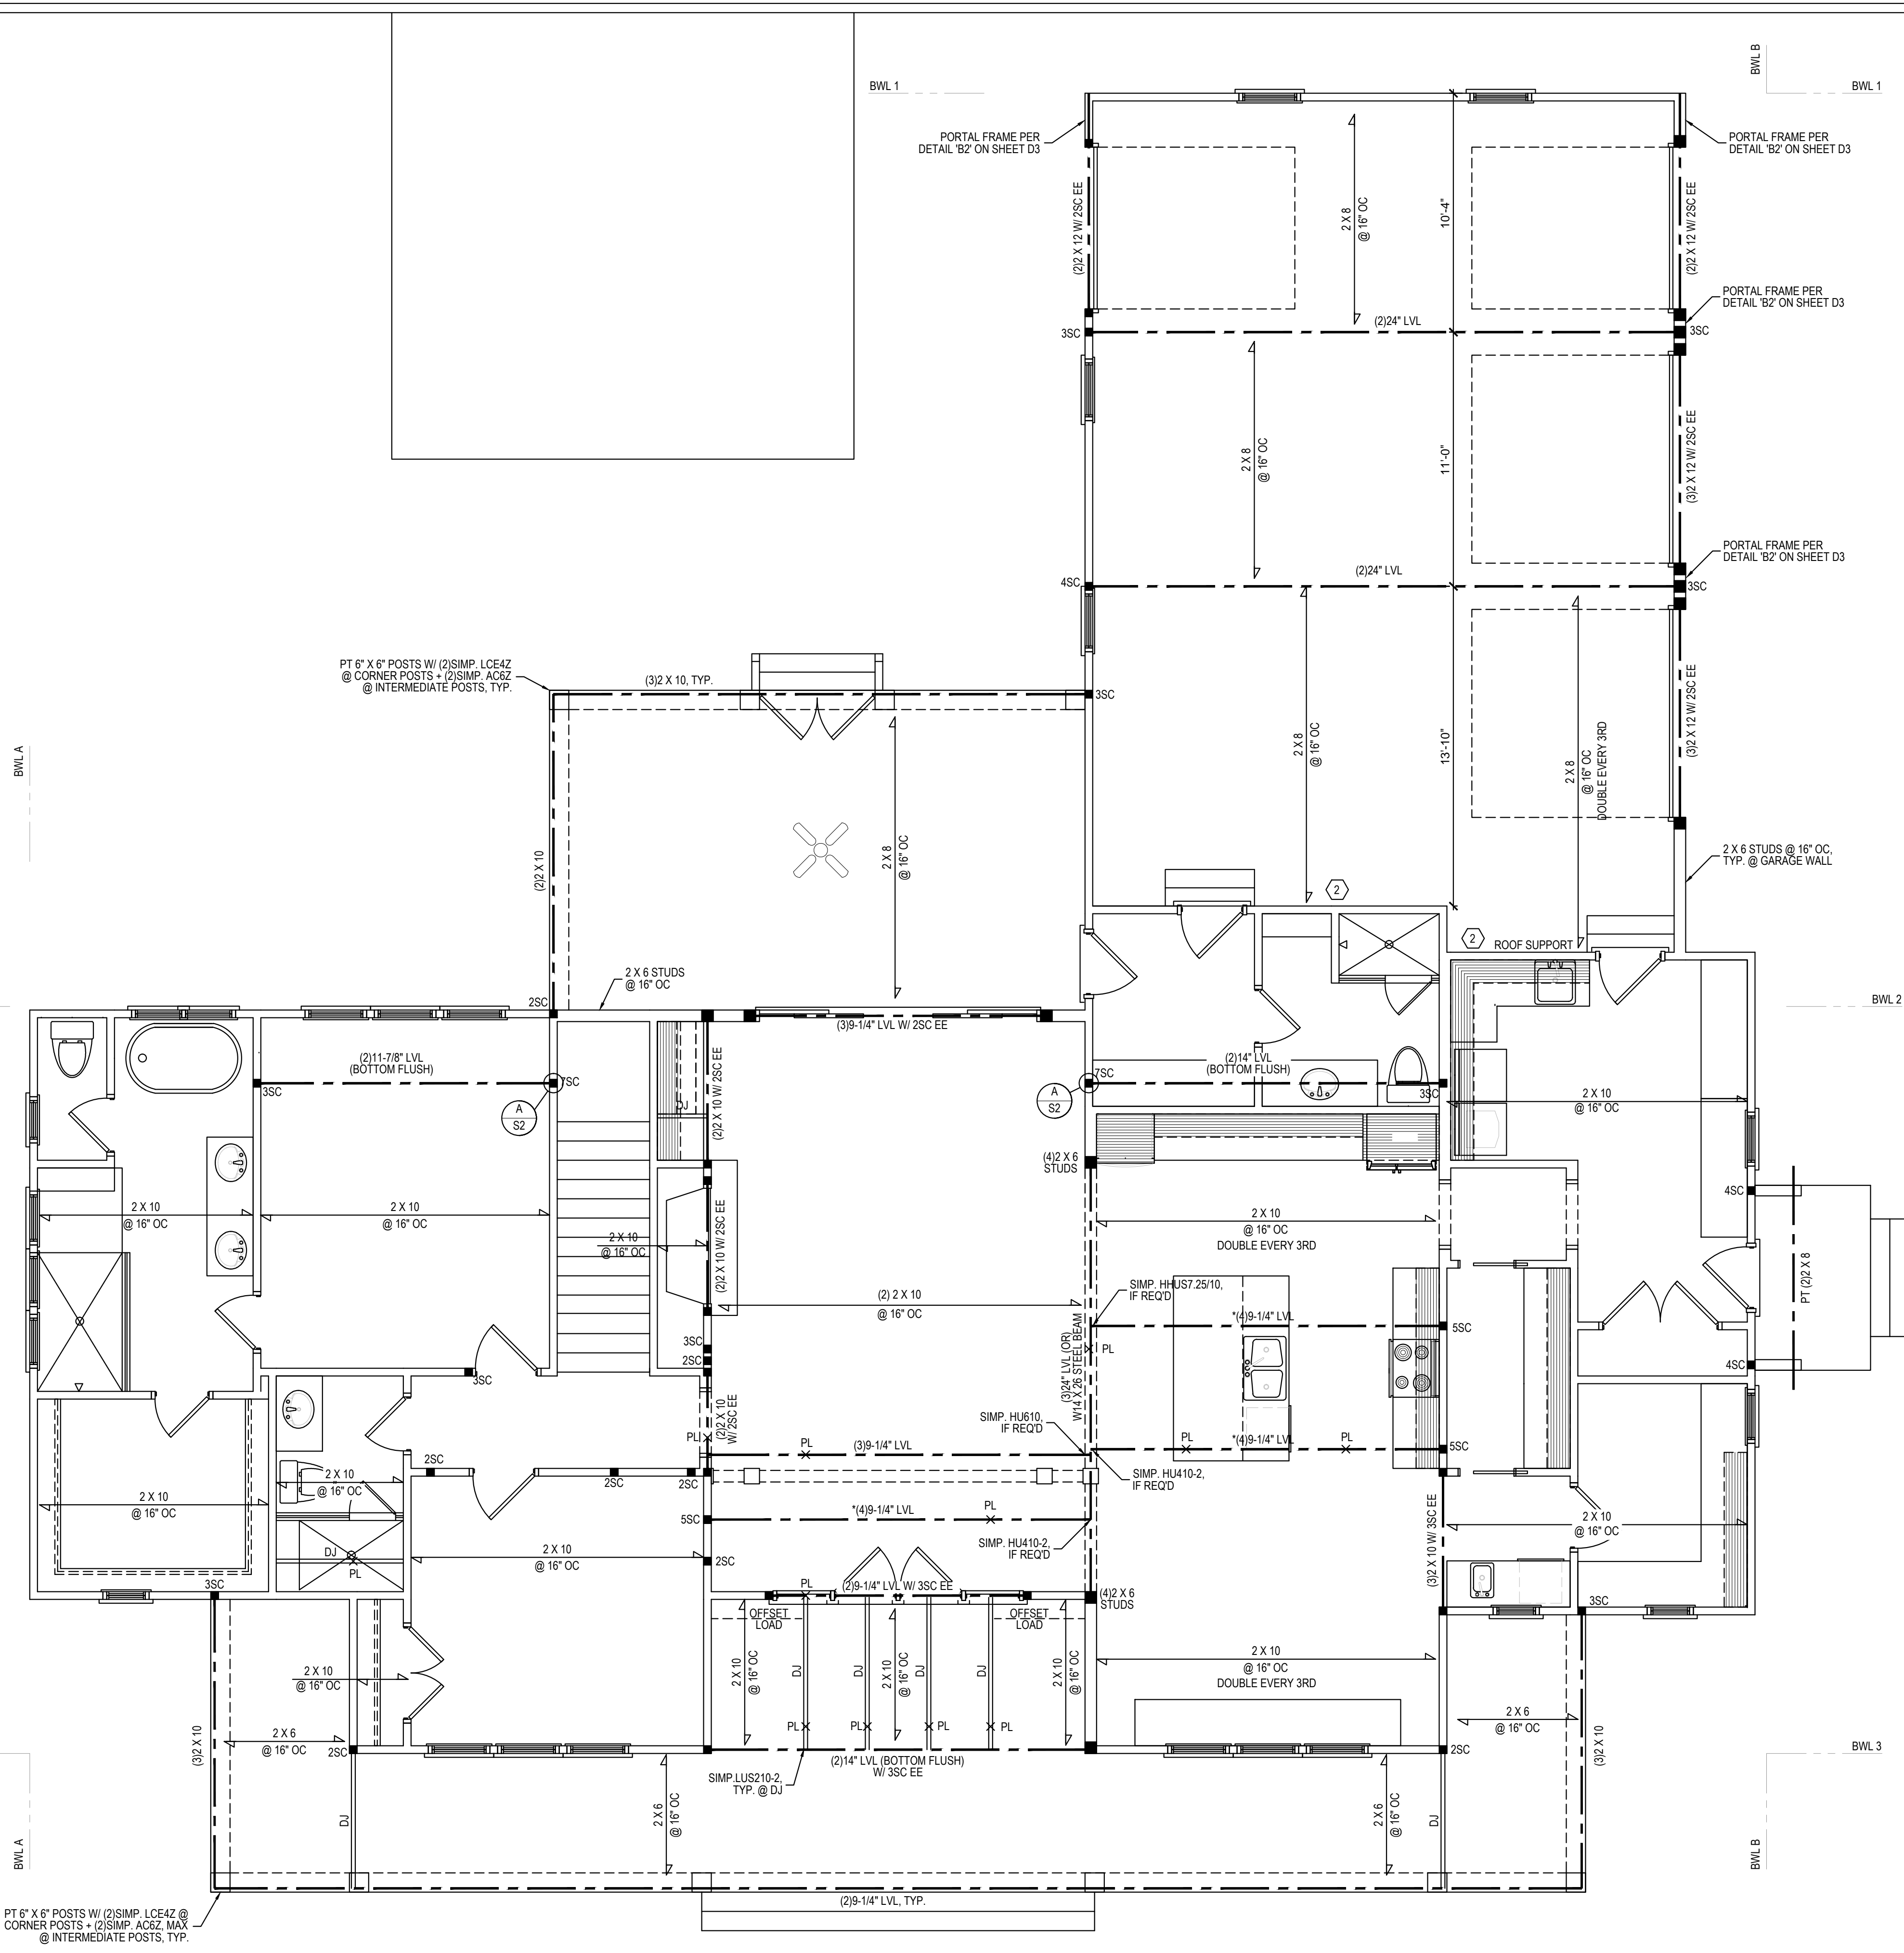 BWL B
BWL 1
BWL 1
PORTAL FRAME PER
DETAIL 'B2' ON SHEET D3
PORTAL FRAME PER
DETAIL 'B2' ON SHEET D3
(2)2 X 12 W/ 2SC EE
2 X 8
@ 16" OC
10'-4"
(2)2 X 12 W/ 2SC EE
PORTAL FRAME PER
DETAIL 'B2' ON SHEET D3
3SC
(2)24" LVL
3SC
2 X 8
@ 16" OC
11'-0"
(3)2 X 12 W/ 2SC EE
PORTAL FRAME PER
DETAIL 'B2' ON SHEET D3
4SC
(2)24" LVL
3SC
PT 6" X 6" POSTS W/ (2)SIMP. LCE4Z
@ CORNER POSTS + (2)SIMP. AC6Z
@ INTERMEDIATE POSTS, TYP.
(3)2 X 10, TYP.
3SC
BWL A
2 X 8
@ 16" OC
13'-10"
2 X 8
@ 16" OC
DOUBLE EVERY 3RD
(3)2 X 12 W/ 2SC EE
(2)2 X 10
2 X 8
@ 16" OC
2 X 6 STUDS @ 16" OC,
TYP. @ GARAGE WALL
2
2
ROOF SUPPORT
2 X 6 STUDS
@ 16" OC
2SC
BWL 2
(3)9-1/4" LVL W/ 2SC EE
(2)11-7/8" LVL
(BOTTOM FLUSH)
3SC
7SC
A
S2
DJ
(2)2 X 10 W/ 2SC EE
A
S2
7SC
(2)14" LVL
(BOTTOM FLUSH)
3SC
2 X 10
@ 16" OC
(4)2 X 6
STUDS
2 X 10
@ 16" OC
2 X 10
@ 16" OC
2 X 10
@ 16" OC
(2)2 X 10 W/ 2SC EE
2 X 10
@ 16" OC
DOUBLE EVERY 3RD
4SC
PT (2)2 X 8
SIMP. HHUS7.25/10,
IF REQ'D
(2) 2 X 10
@ 16" OC
*(4)9-1/4" LVL
5SC
3SC
2SC
(3)24" LVL (OR)
W14 X 26 STEEL BEAM
PL
4SC
3SC
(2)2 X 10
W/ 2SC EE
PL
SIMP. HU610,
IF REQ'D
PL
(3)9-1/4" LVL
PL
*(4)9-1/4" LVL
PL
5SC
2SC
2 X 10
@ 16" OC
2SC
2SC
SIMP. HU410-2,
IF REQ'D
2 X 10
@ 16" OC
*(4)9-1/4" LVL
PL
5SC
(3)2 X 10 W/ 3SC EE
2 X 10
@ 16" OC
DJ
PL
2 X 10
@ 16" OC
2SC
SIMP. HU410-2,
IF REQ'D
3SC
PL
(2)9-1/4" LVL W/ 3SC EE
(4)2 X 6
STUDS
3SC
OFFSET
LOAD
OFFSET
LOAD
2 X 10
@ 16" OC
2 X 10
@ 16" OC
DJ
DJ
2 X 10
@ 16" OC
DJ
DJ
2 X 10
@ 16" OC
2 X 10
@ 16" OC
DOUBLE EVERY 3RD
PL
PL
PL
PL
(3)2 X 10
2 X 6
@ 16" OC
2SC
2 X 6
@ 16" OC
2SC
(3)2 X 10
BWL 3
SIMP.LUS210-2,
TYP. @ DJ
(2)14" LVL (BOTTOM FLUSH)
W/ 3SC EE
BWL A
DJ
2 X 6
@ 16" OC
2 X 6
@ 16" OC
DJ
BWL B
(2)9-1/4" LVL, TYP.
PT 6" X 6" POSTS W/ (2)SIMP. LCE4Z @
CORNER POSTS + (2)SIMP. AC6Z, MAX
@ INTERMEDIATE POSTS, TYP.